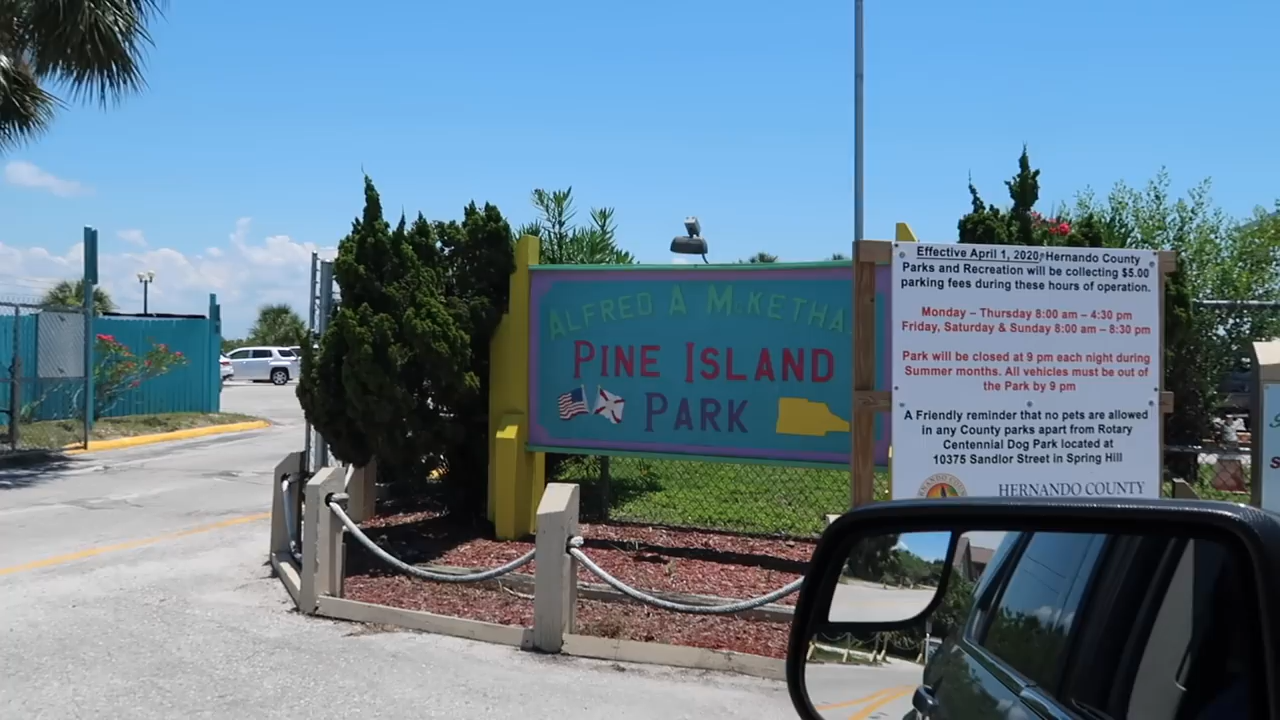 ALFRED A MCKETHA
PINE ISLAND
PARK
Effective April 1, 2020, Hernando County
Parks and Recreation will be collecting $5.00
parking fees during these hours of operation.
Monday – Thursday 8:00 am – 4:30 pm
Friday, Saturday & Sunday 8:00 am – 8:30 pm
Park will be closed at 9 pm each night during
Summer months. All vehicles must be out of
the Park by 9 pm
A Friendly reminder that no pets are allowed
in any County parks apart from Rotary
Centennial Dog Park located at
10375 Sandlor Street in Spring Hill
HERNANDO COUNTY